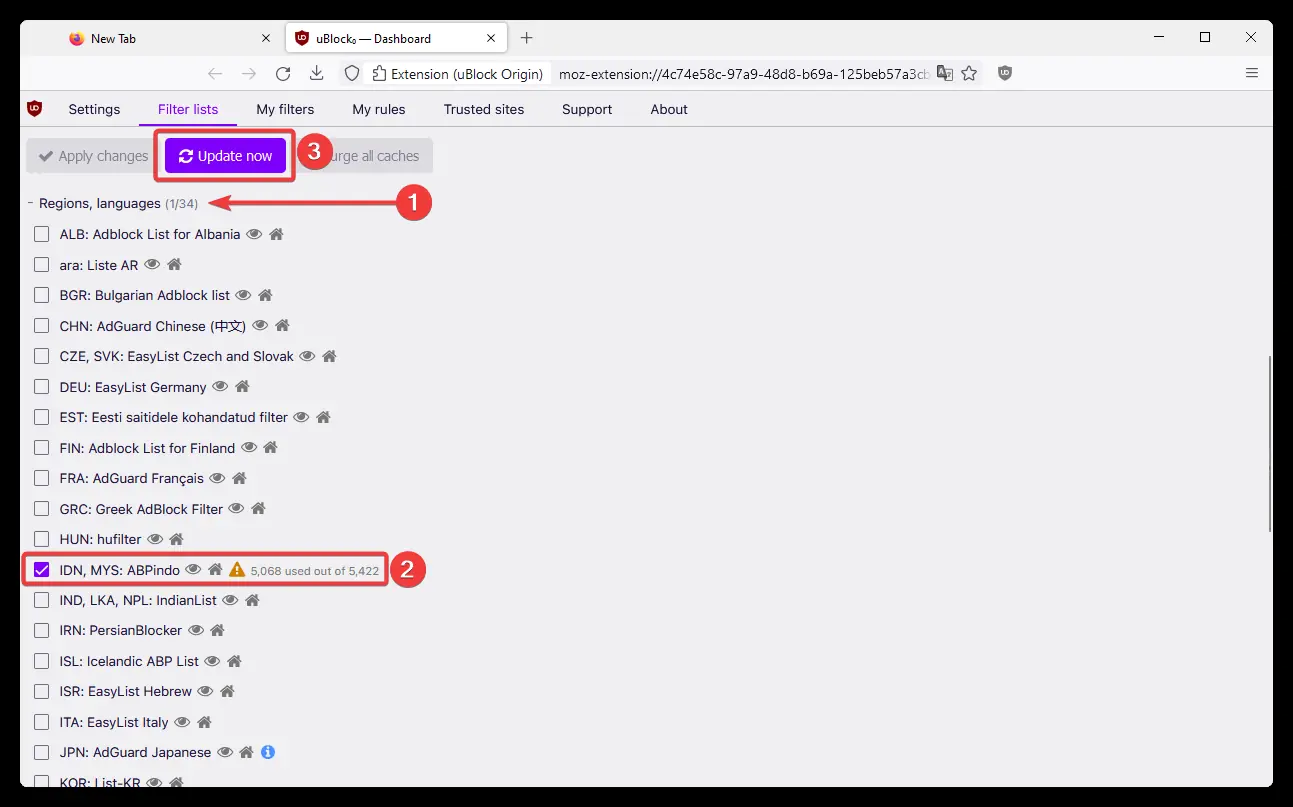 New Tab
uBlock₀ — Dashboard
Extension (uBlock Origin) moz-extension://4c74e58c-97a9-48d8-b69a-125beb57a3cb
Settings Filter lists My filters My rules Trusted sites Support About
Apply changes Update now 3 urge all caches
- Regions, languages (1/34) 1
ALB: Adblock List for Albania
ara: Liste AR
BGR: Bulgarian Adblock list
CHN: AdGuard Chinese (中文)
CZE, SVK: EasyList Czech and Slovak
DEU: EasyList Germany
EST: Eesti saitidele kohandatud filter
FIN: Adblock List for Finland
FRA: AdGuard Français
GRC: Greek AdBlock Filter
HUN: hufilter
IDN, MYS: ABPindo 5,068 used out of 5,422 2
IND, LKA, NPL: IndianList
IRN: PersianBlocker
ISL: Icelandic ABP List
ISR: EasyList Hebrew
ITA: EasyList Italy
JPN: AdGuard Japanese
KOR: List-KR